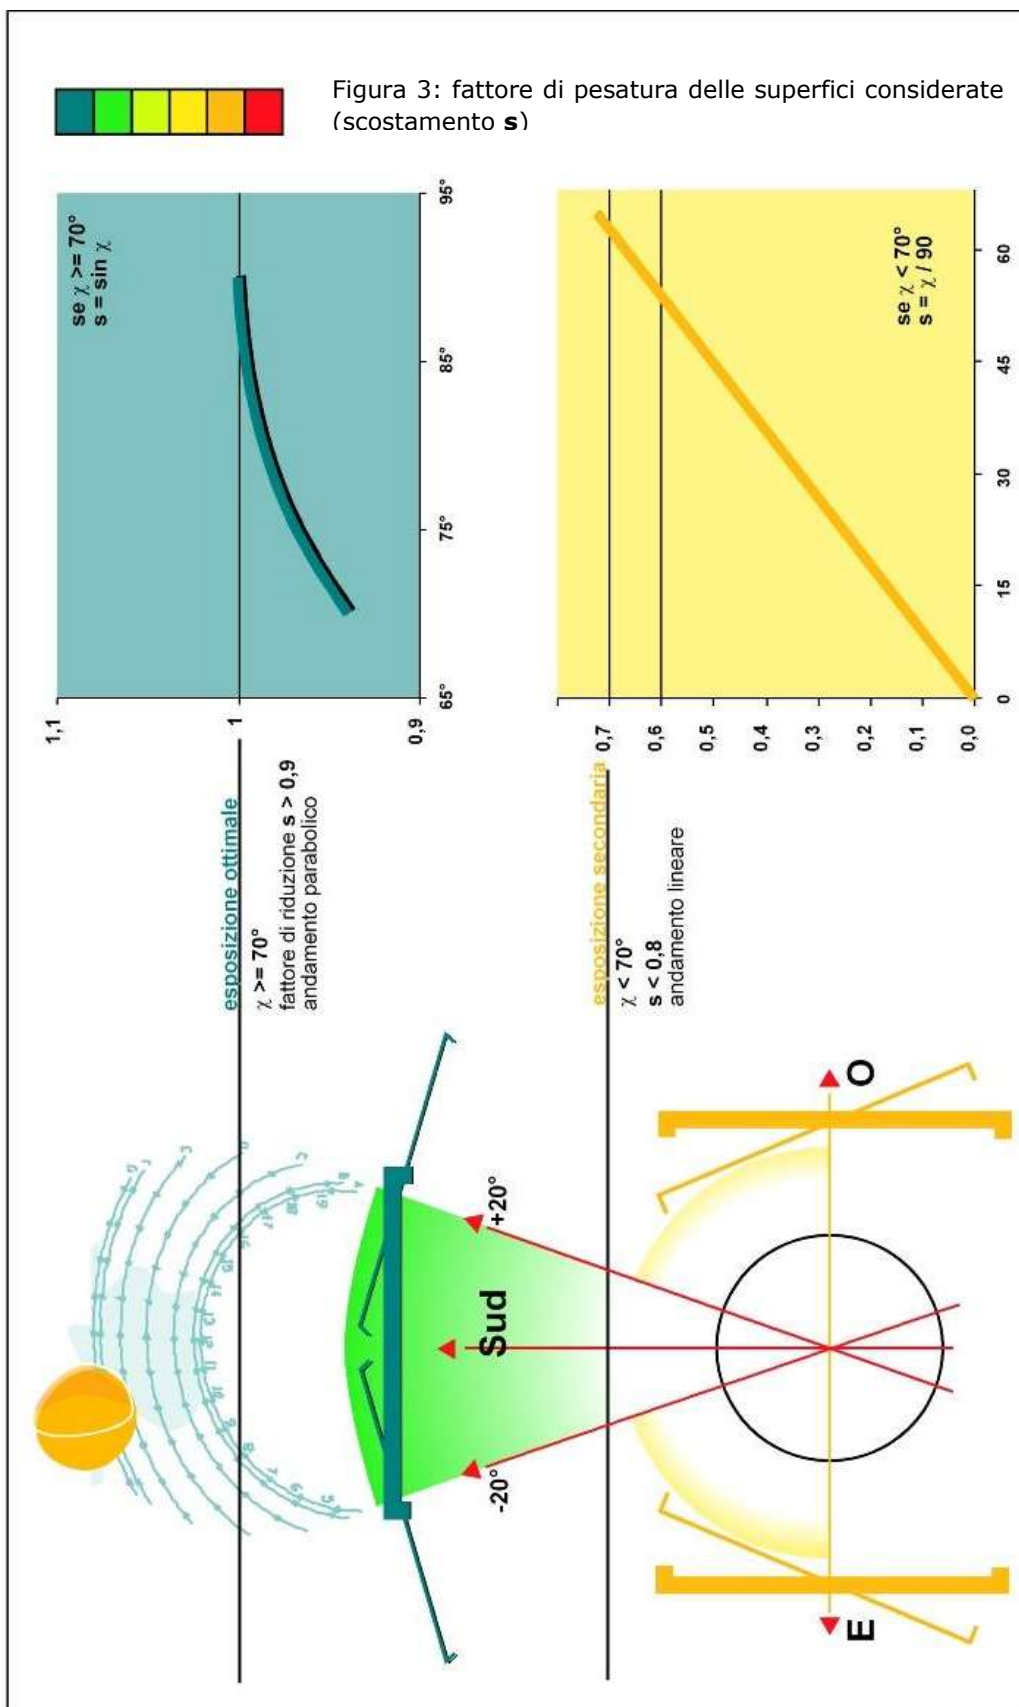 Figura 3: fattore di pesatura delle superfici considerate
(scostamento s)
esposizione ottimale
χ >= 70°
fattore di riduzione s > 0,9
andamento parabolico
1,1
1
0,9
65°
75°
85°
95°
se χ >= 70°
s = sin χ
-20°
Sud
+20°
E
O
esposizione secondaria
χ < 70°
s < 0,8
andamento lineare
0,7
0,6
0,5
0,4
0,3
0,2
0,1
0,0
0
15
30
45
60
se χ < 70°
s = χ / 90